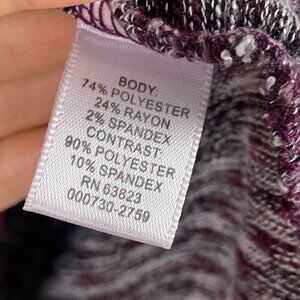 BODY:
74% POLYESTER
24% RAYON
2% SPANDEX
CONTRAST:
90% POLYESTER
10% SPANDEX
RN 63823
000730-2759